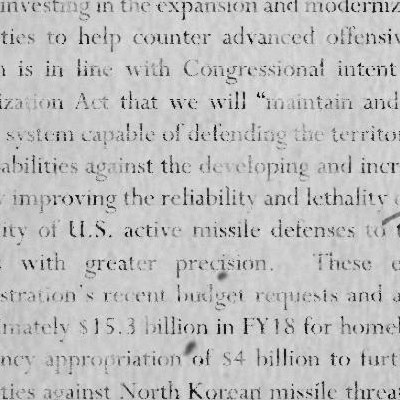 investing in the expansion and moderniz
ties to help counter advanced offensiv
n is in line with Congressional intent
ization Act that we will “maintain and
system capable of defending the territor
abilities against the developing and incr
improving the reliability and lethality
ity of U.S. active missile defenses to t
with greater precision. These e
stration's recent budget requests and a
imately $15.3 billion in FY18 for homel
ncy appropriation of $4 billion to furt
ties against North Korean missile threat